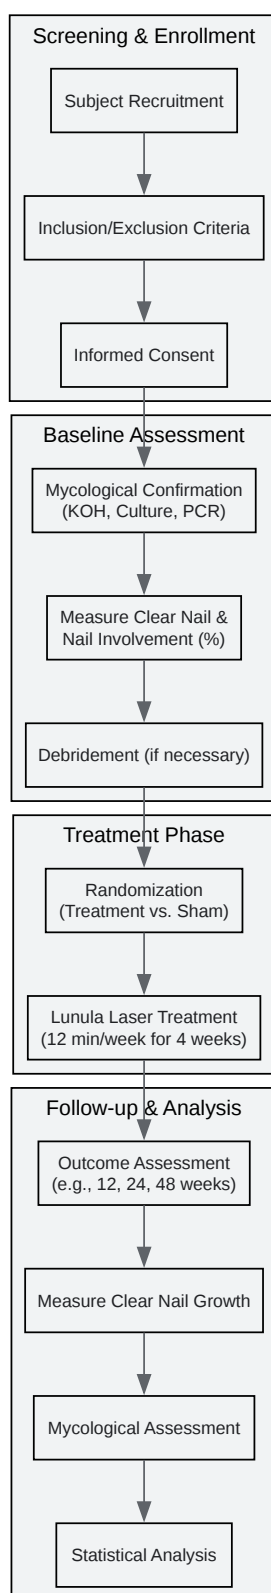 Screening & Enrollment
Subject Recruitment
Inclusion/Exclusion Criteria
Informed Consent
Baseline Assessment
Mycological Confirmation
(KOH, Culture, PCR)
Measure Clear Nail &
Nail Involvement (%)
Debridement (if necessary)
Treatment Phase
Randomization
(Treatment vs. Sham)
Lunula Laser Treatment
(12 min/week for 4 weeks)
Follow-up & Analysis
Outcome Assessment
(e.g., 12, 24, 48 weeks)
Measure Clear Nail Growth
Mycological Assessment
Statistical Analysis